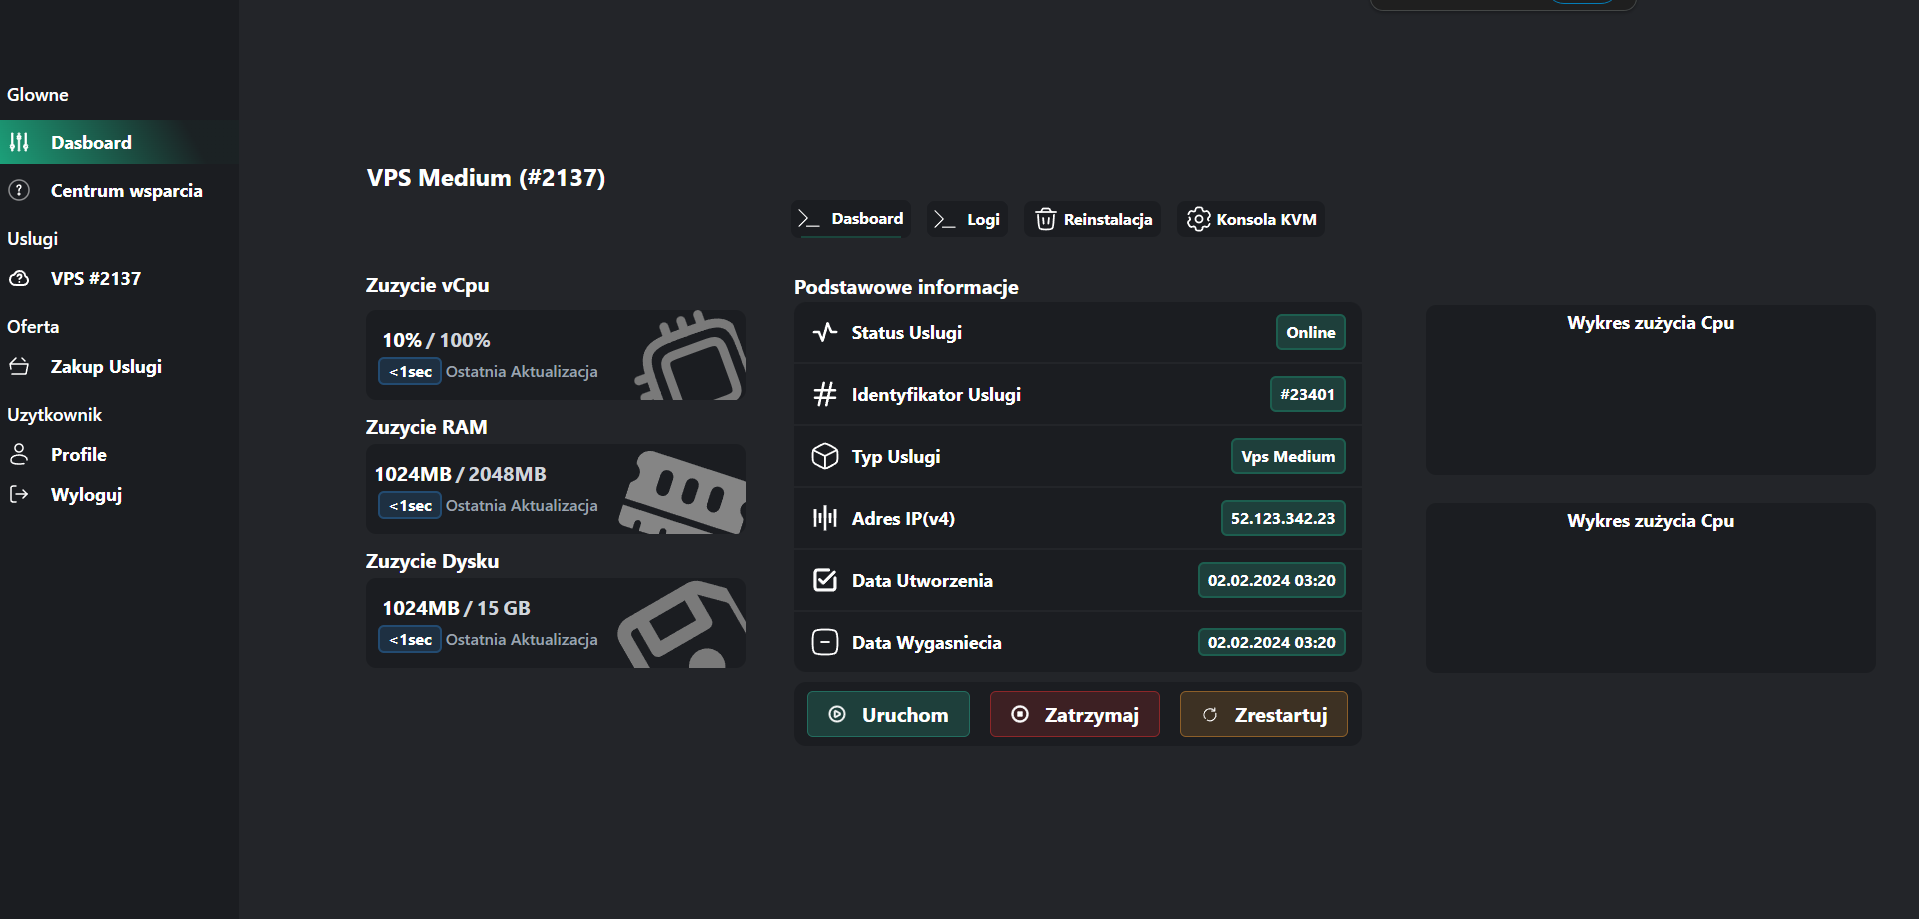 Glowne
Dasboard
Centrum wsparcia
Uslugi
VPS #2137
Oferta
Zakup Uslugi
Uzytkownik
Profile
Wyloguj
VPS Medium (#2137)
Dasboard
Logi
Reinstalacja
Konsola KVM
Zuzycie vCpu
10% / 100%
<1sec Ostatnia Aktualizacja
Zuzycie RAM
1024MB / 2048MB
<1sec Ostatnia Aktualizacja
Zuzycie Dysku
1024MB / 15 GB
<1sec Ostatnia Aktualizacja
Podstawowe informacje
Status Uslugi Online
Identyfikator Uslugi #23401
Typ Uslugi Vps Medium
Adres IP(v4) 52.123.342.23
Data Utworzenia 02.02.2024 03:20
Data Wygasniecia 02.02.2024 03:20
Uruchom
Zatrzymaj
Zrestartuj
Wykres zużycia Cpu
Wykres zużycia Cpu